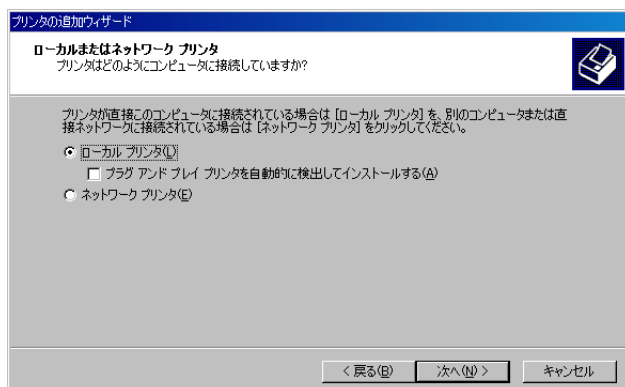 プリンタの追加ウィザード
ローカルまたはネットワーク プリンタ
プリンタはどのようにコンピュータに接続していますか?
プリンタが直接このコンピュータに接続されている場合は [ローカル プリンタ] を、別のコンピュータまたは直
接ネットワークに接続されている場合は [ネットワーク プリンタ] をクリックしてください。
ローカル プリンタ(L)
プラグ アンド プレイ プリンタを自動的に検出してインストールする(A)
ネットワーク プリンタ(E)
< 戻る(B) 次へ(N) > キャンセル